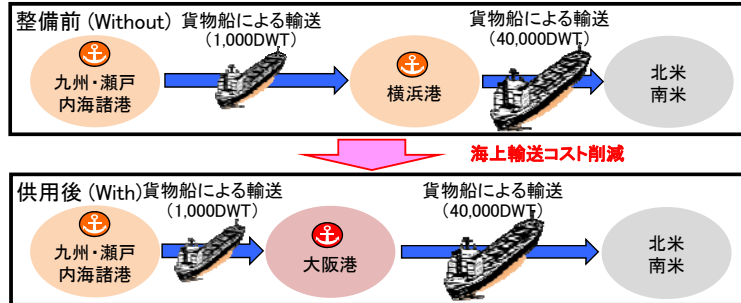 整備前 (Without)
貨物船による輸送
(1,000DWT)
貨物船による輸送
(40,000DWT)
九州・瀬戸
内海諸港
横浜港
北米
南米
海上輸送コスト削減
供用後 (With)
貨物船による輸送
(1,000DWT)
貨物船による輸送
(40,000DWT)
九州・瀬戸
内海諸港
大阪港
北米
南米